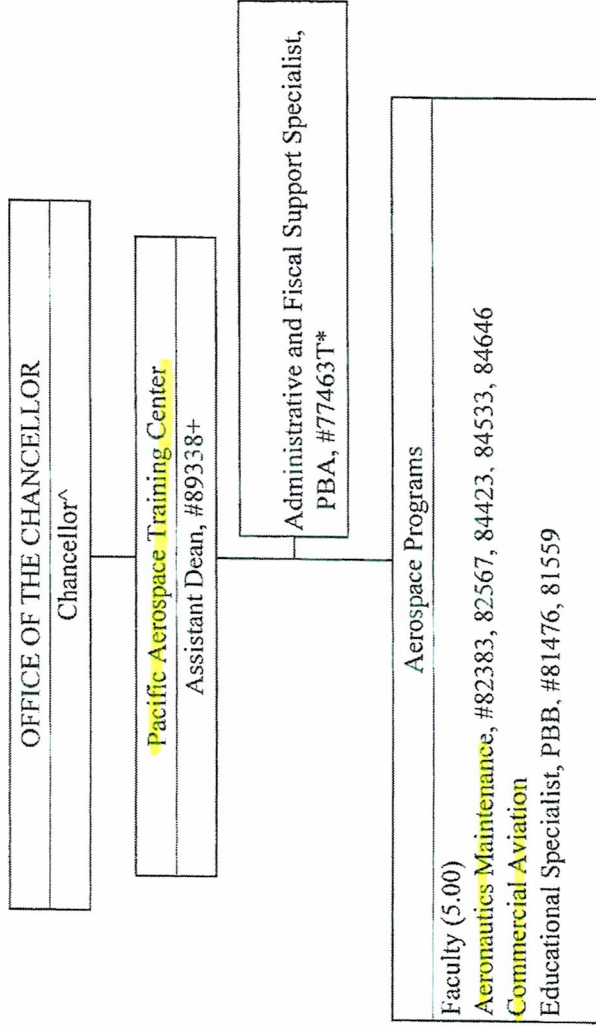 OFFICE OF THE CHANCELLOR
Chancellor^
Pacific Aerospace Training Center
Assistant Dean, #89338+
Administrative and Fiscal Support Specialist,
PBA, #77463T*
Aerospace Programs
Faculty (5.00)
Aeronautics Maintenance, #82383, 82567, 84423, 84533, 84646
Commercial Aviation
Educational Specialist, PBB, #81476, 81559